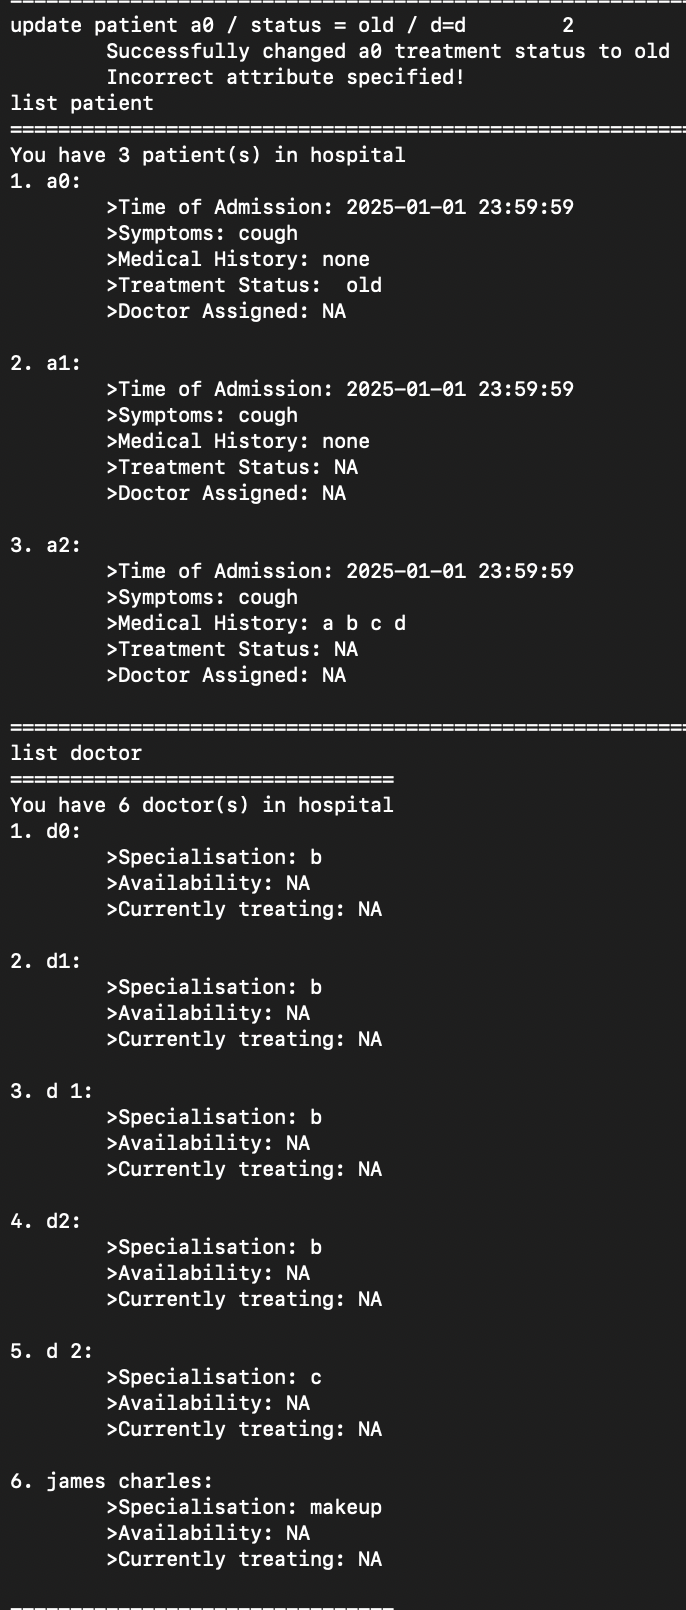 =========================================================
update patient a0 / status = old / d=d        2
        Successfully changed a0 treatment status to old
        Incorrect attribute specified!
list patient
=========================================================
You have 3 patient(s) in hospital
1. a0:
        >Time of Admission: 2025-01-01 23:59:59
        >Symptoms: cough
        >Medical History: none
        >Treatment Status:  old
        >Doctor Assigned: NA

2. a1:
        >Time of Admission: 2025-01-01 23:59:59
        >Symptoms: cough
        >Medical History: none
        >Treatment Status: NA
        >Doctor Assigned: NA

3. a2:
        >Time of Admission: 2025-01-01 23:59:59
        >Symptoms: cough
        >Medical History: a b c d
        >Treatment Status: NA
        >Doctor Assigned: NA

=========================================================
list doctor
================================
You have 6 doctor(s) in hospital
1. d0:
        >Specialisation: b
        >Availability: NA
        >Currently treating: NA

2. d1:
        >Specialisation: b
        >Availability: NA
        >Currently treating: NA

3. d 1:
        >Specialisation: b
        >Availability: NA
        >Currently treating: NA

4. d2:
        >Specialisation: b
        >Availability: NA
        >Currently treating: NA

5. d 2:
        >Specialisation: c
        >Availability: NA
        >Currently treating: NA

6. james charles:
        >Specialisation: makeup
        >Availability: NA
        >Currently treating: NA

================================